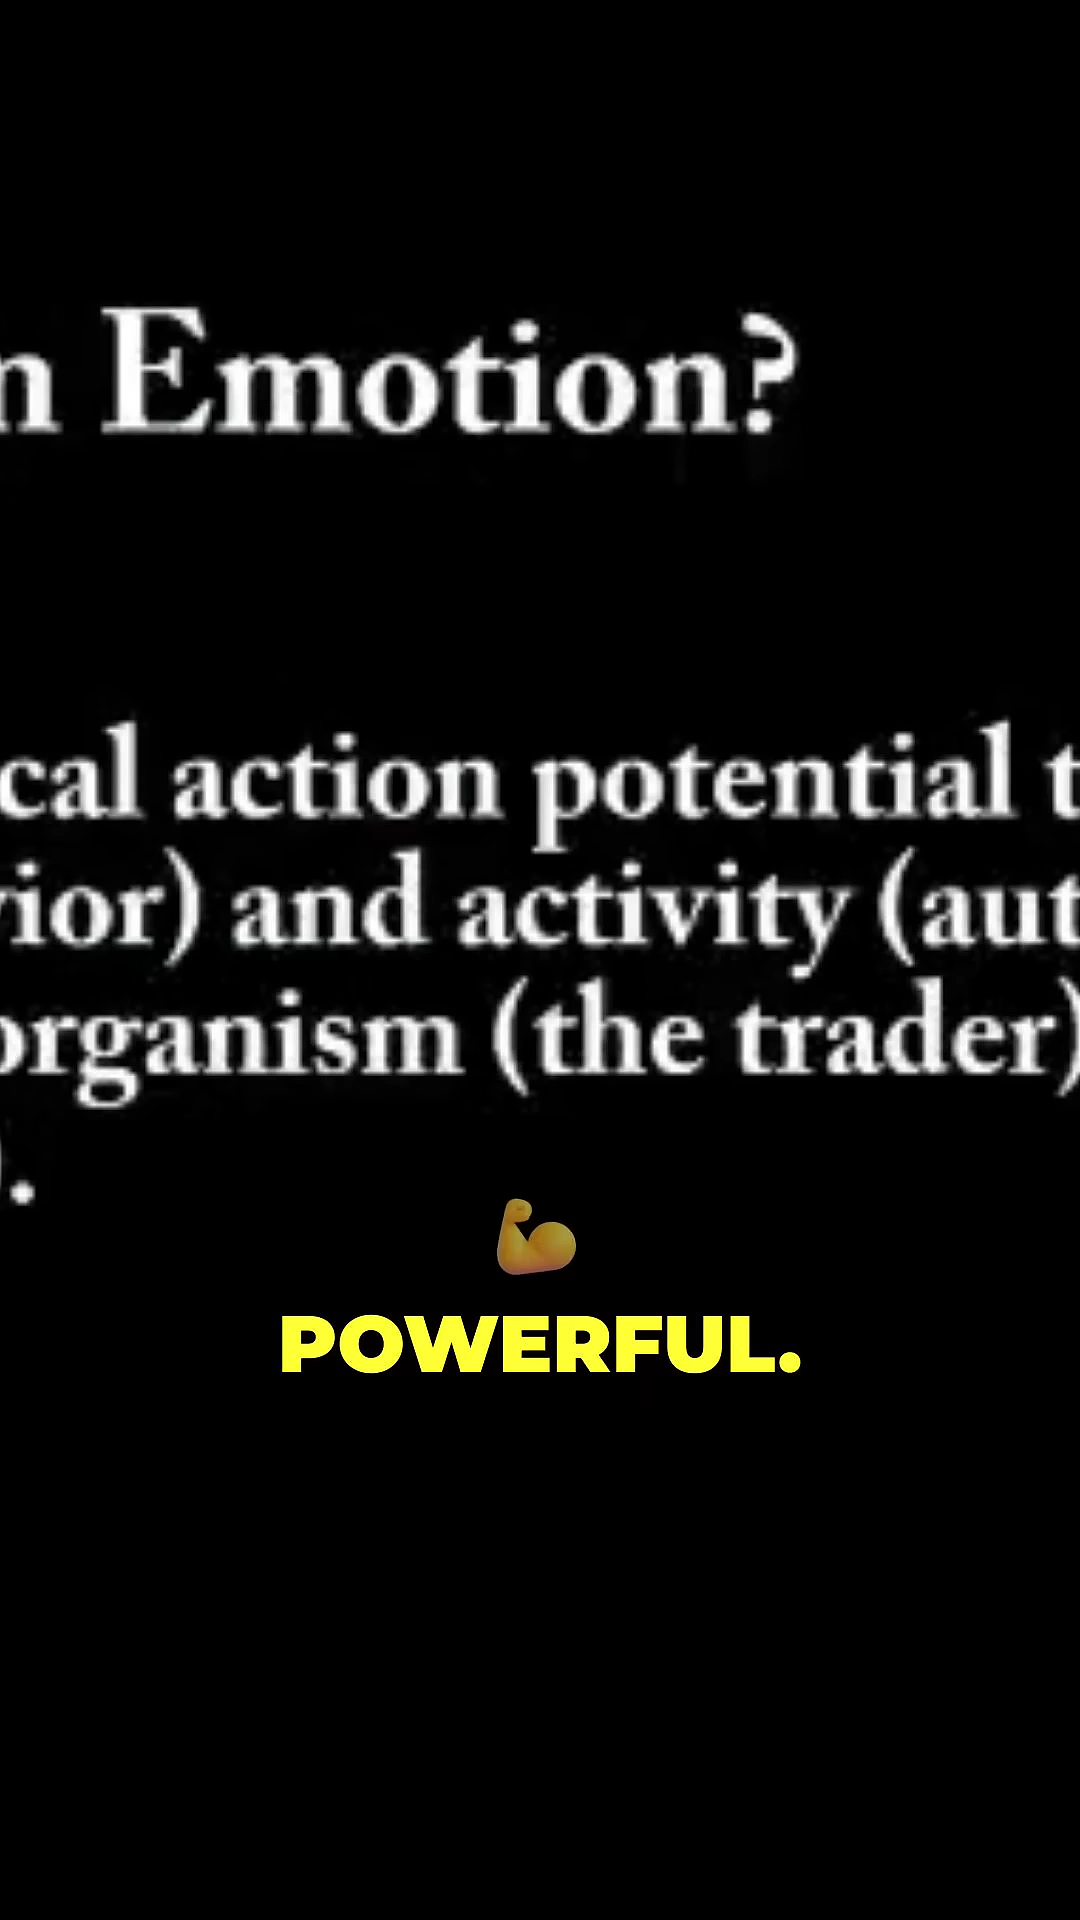 n Emotion?
cal action potential t
vior) and activity (aut
organism (the trader)
).
💪
POWERFUL.